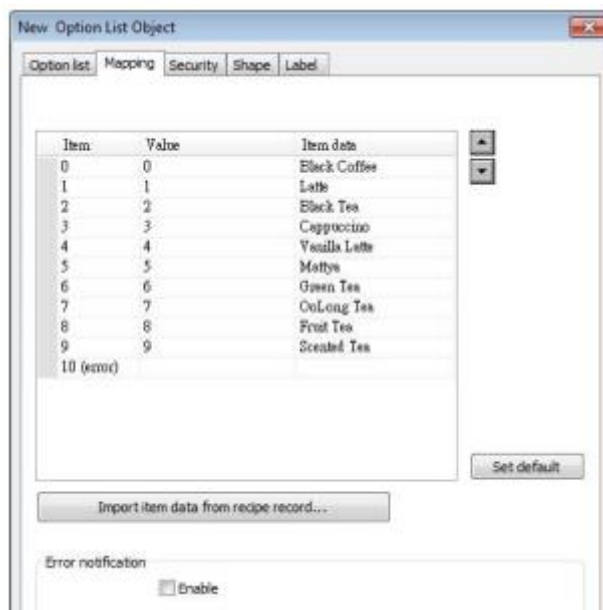 New Option List Object
Option list Mapping Security Shape Label
Item Value Item data
0 0 Black Coffee
1 1 Latte
2 2 Black Tea
3 3 Cappuccino
4 4 Vanilla Latte
5 5 Mattya
6 6 Green Tea
7 7 OoLong Tea
8 8 Fruit Tea
9 9 Scented Tea
10 (error)
Set default
Import item data from recipe record...
Error notification
Enable